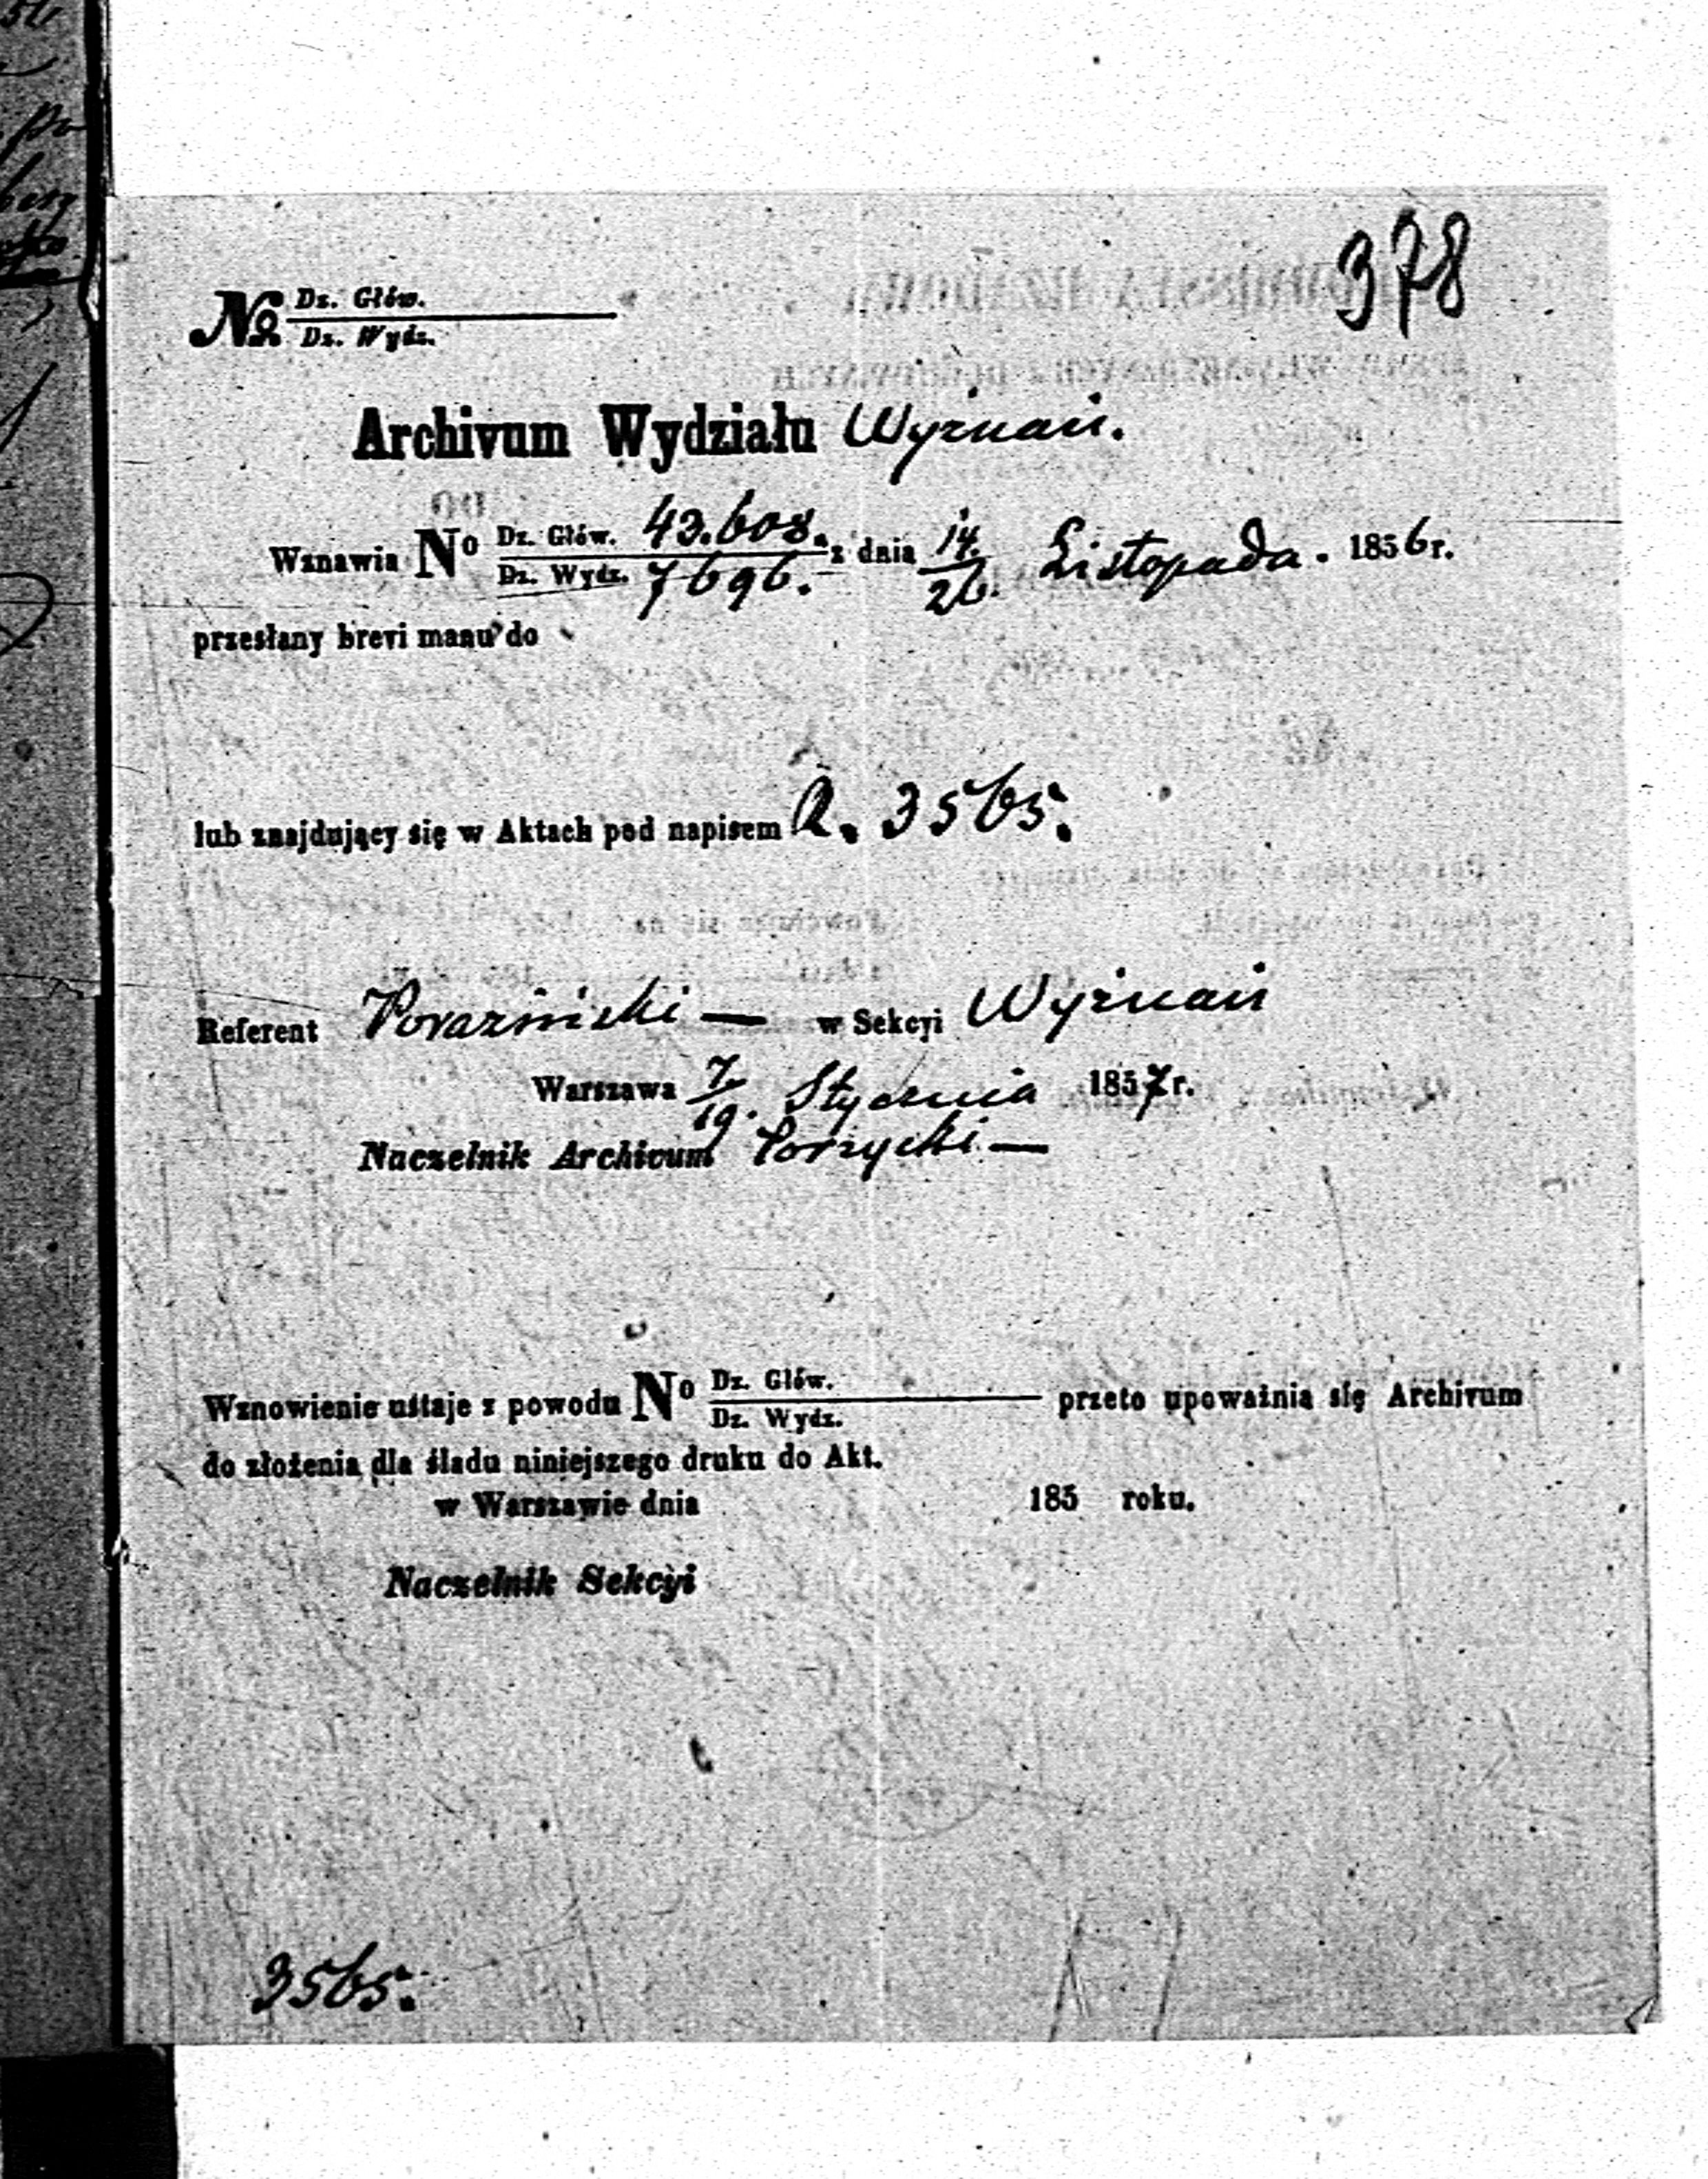 378
№ Dz. Głów.
Dz. Wydz.
Archivum Wydziału Wyznań.
Wznawia No Dz. Głów. 43.608. z dnia 14. Listopada. 1856 r.
Dz. Wydz. 7696. 26.
przesłany brevi manu do
lub znajdujący się w Aktach pod napisem R. 3565.
Referent Poraziński — w Sekcyi Wyznań
Warszawa 7/19. Stycznia 1857 r.
Naczelnik Archivum
Wznowienie ustaje z powodu No Dz. Głów. przeto upoważnia się Archivum
Dz. Wydz.
do złożenia dla śladu niniejszego druku do Akt.
w Warszawie dnia 185 roku.
Naczelnik Sekcyi
3565.